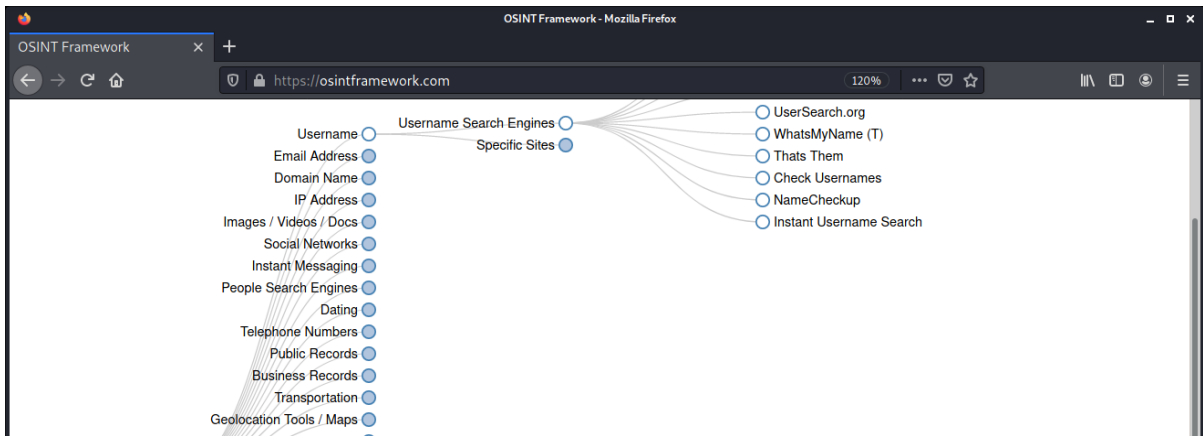 OSINT Framework - Mozilla Firefox
OSINT Framework
https://osintframework.com
120%
Username
Email Address
Domain Name
IP Address
Images / Videos / Docs
Social Networks
Instant Messaging
People Search Engines
Dating
Telephone Numbers
Public Records
Business Records
Transportation
Geolocation Tools / Maps
Username Search Engines
Specific Sites
UserSearch.org
WhatsMyName (T)
Thats Them
Check Usernames
NameCheckup
Instant Username Search